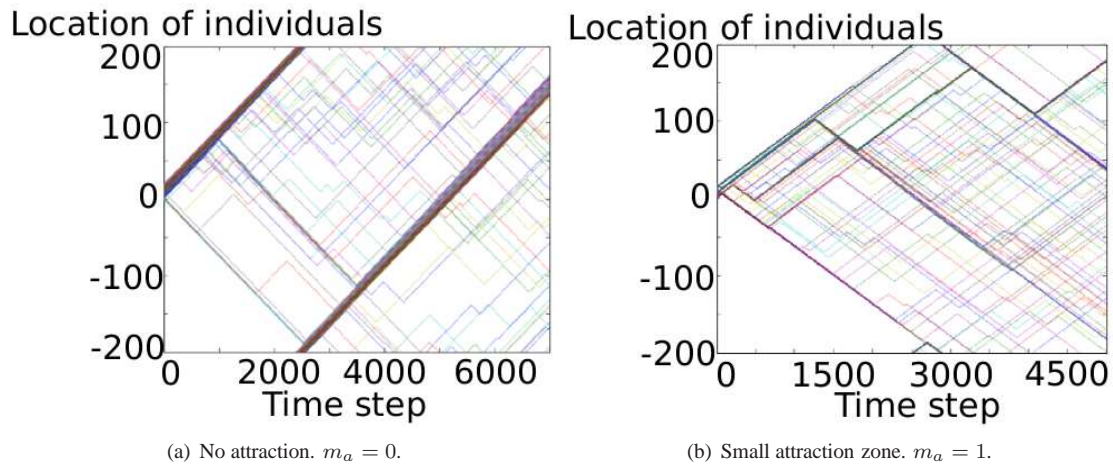 Location of individuals
200
100
0
-100
-200
0 2000 4000 6000
Time step
(a) No attraction. m_a = 0.
Location of individuals
200
100
0
-100
-200
0 1500 3000 4500
Time step
(b) Small attraction zone. m_a = 1.